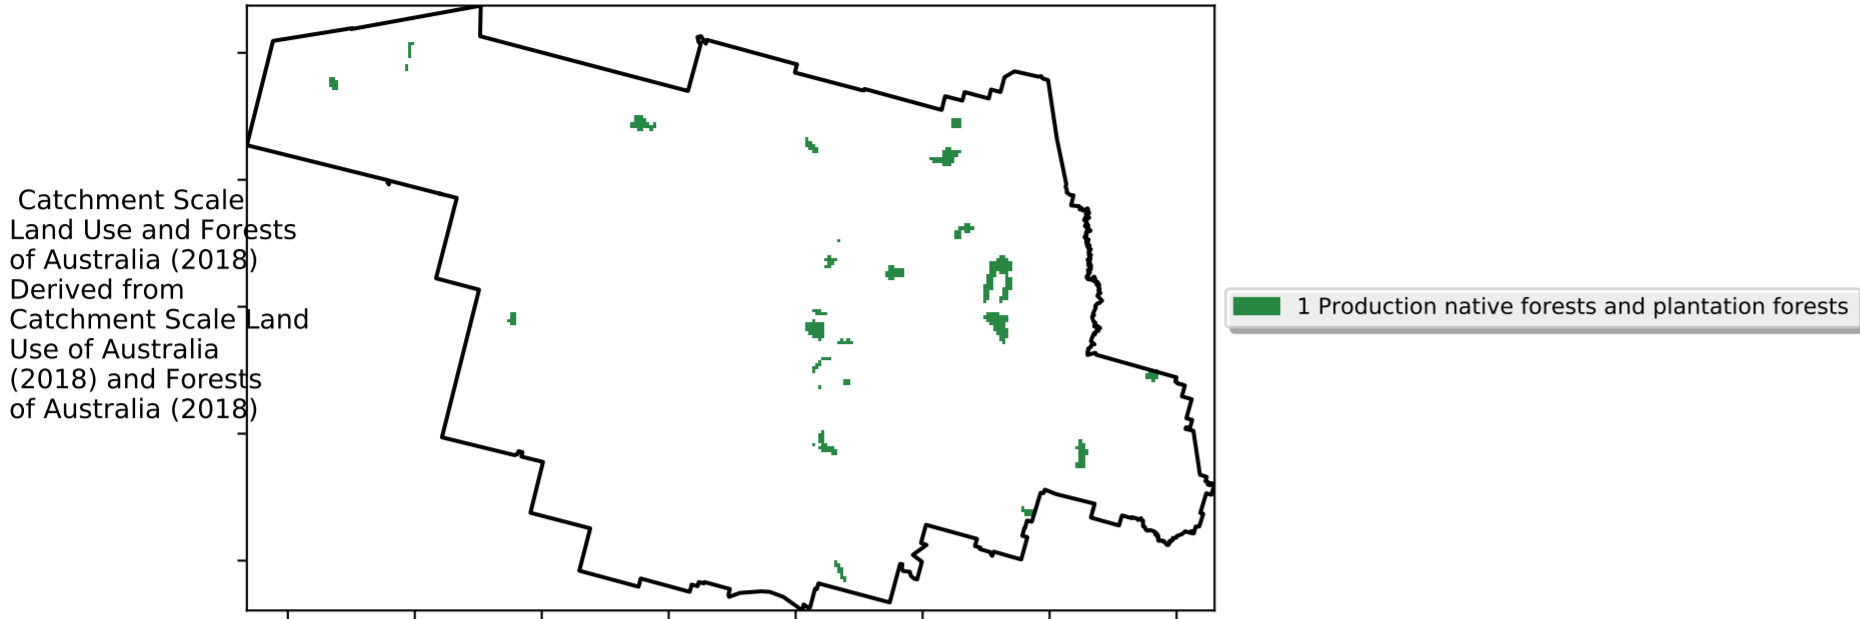 Catchment Scale
Land Use and Forests
of Australia (2018)
Derived from
Catchment Scale Land
Use of Australia
(2018) and Forests
of Australia (2018)
1 Production native forests and plantation forests